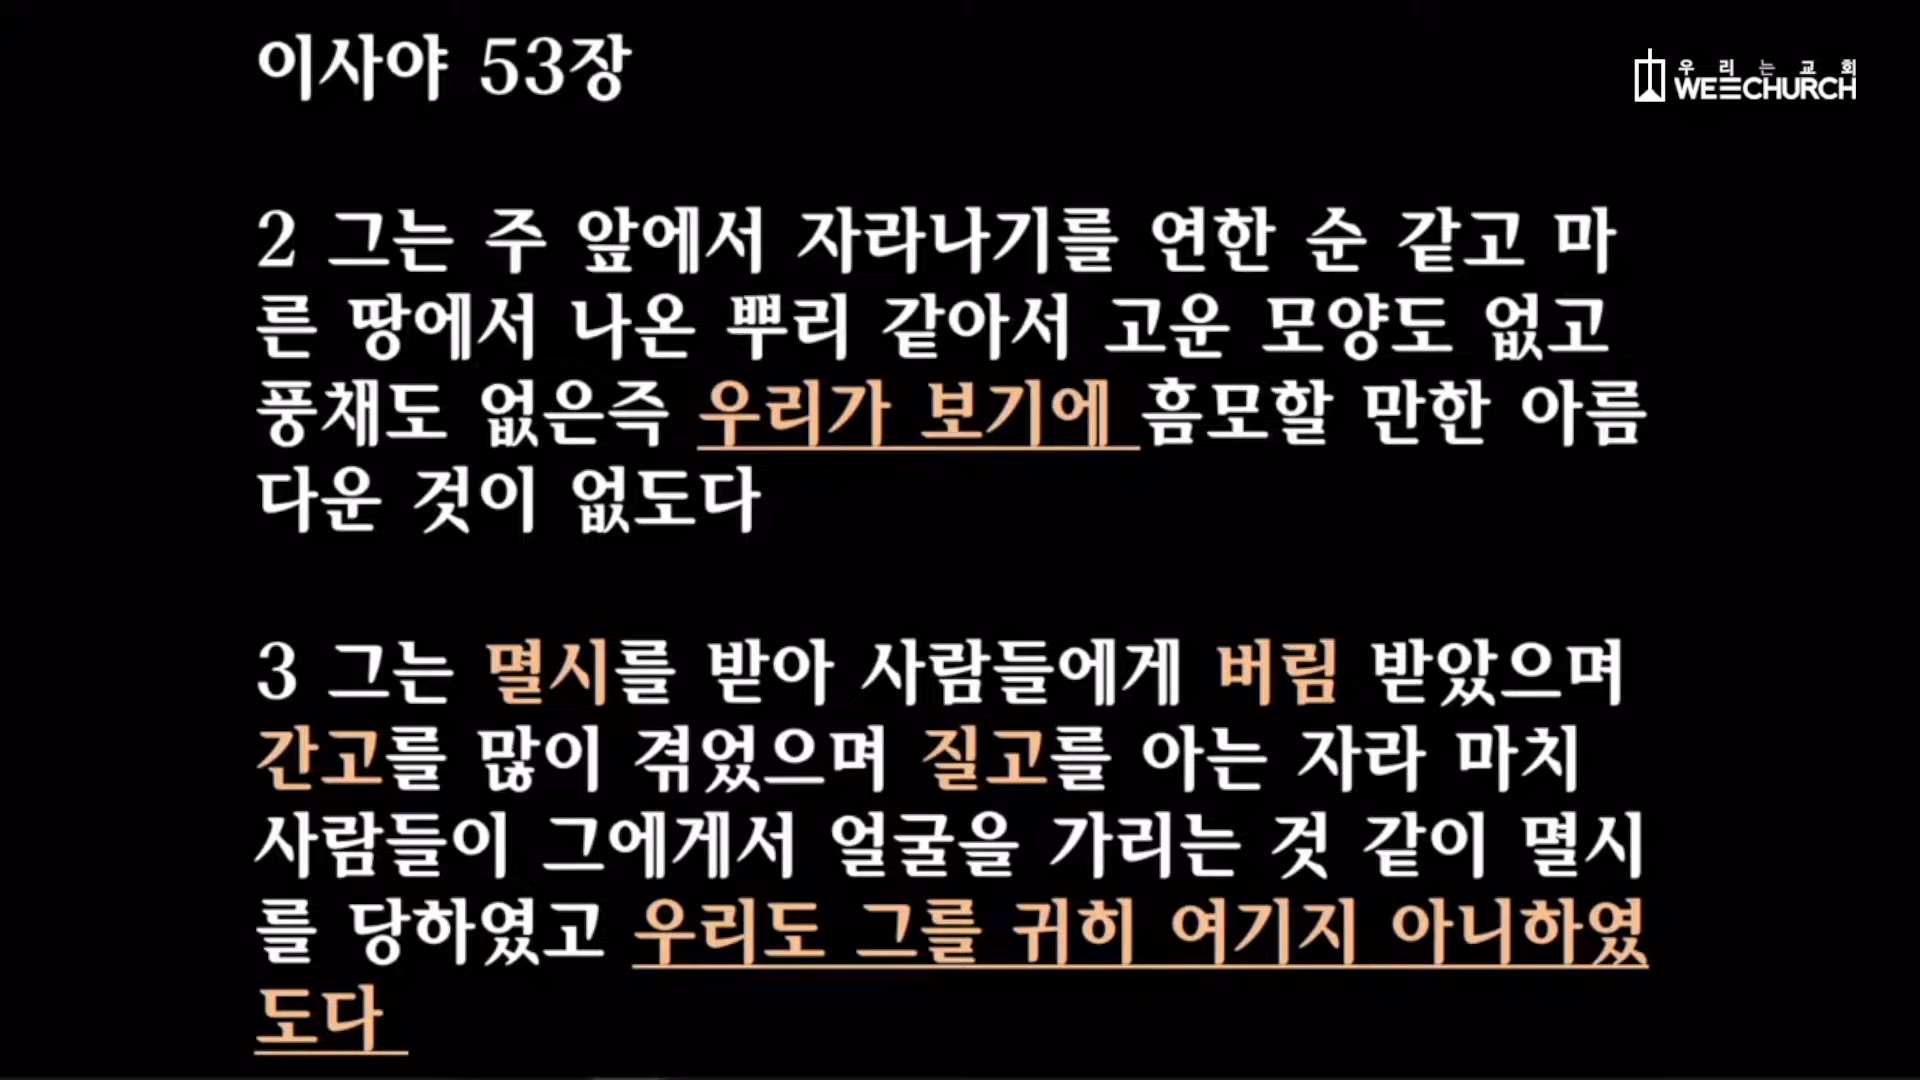 이사야 53장
우리는교회
WEECHURCH
2 그는 주 앞에서 자라나기를 연한 순 같고 마
른 땅에서 나온 뿌리 같아서 고운 모양도 없고
풍채도 없은즉 우리가 보기에 흠모할 만한 아름
다운 것이 없도다
3 그는 멸시를 받아 사람들에게 버림 받았으며
간고를 많이 겪었으며 질고를 아는 자라 마치
사람들이 그에게서 얼굴을 가리는 것 같이 멸시
를 당하였고 우리도 그를 귀히 여기지 아니하였
도다